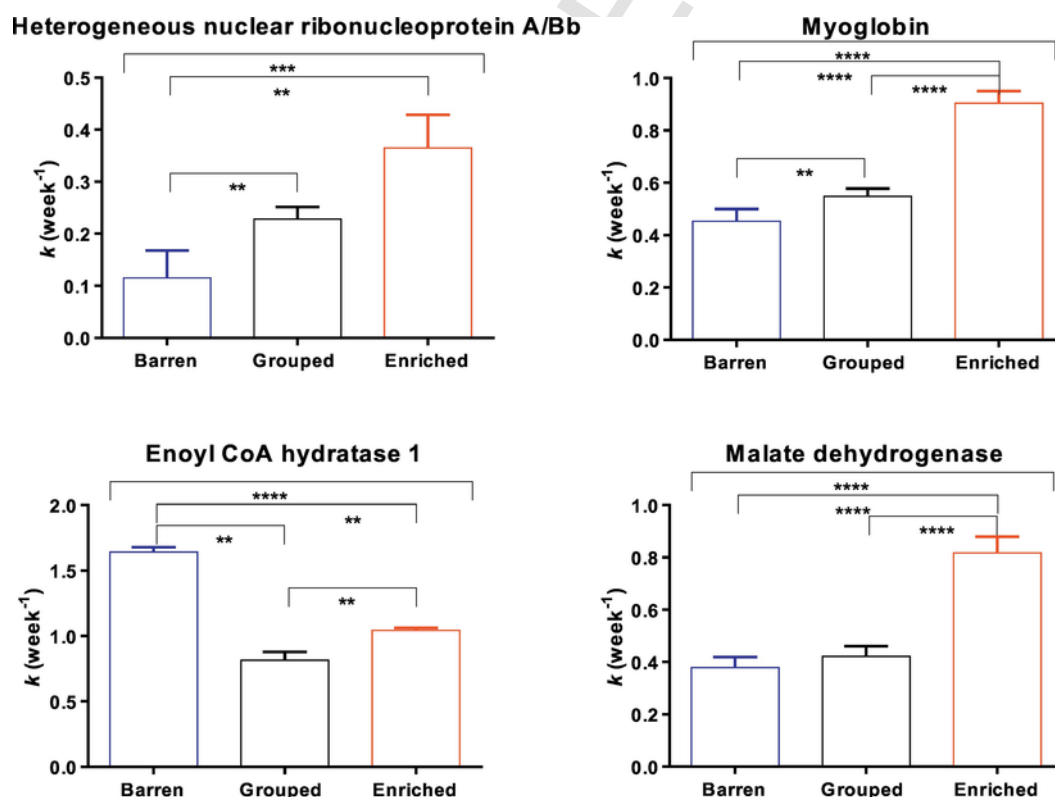 Heterogeneous nuclear ribonucleoprotein A/Bb
***
**
**
0.5
0.4
0.3
0.2
0.1
0.0
k (week-1)
Barren Grouped Enriched
Myoglobin
****
**** ****
**
1.0
0.8
0.6
0.4
0.2
0.0
k (week-1)
Barren Grouped Enriched
Enoyl CoA hydratase 1
****
** **
**
2.0
1.5
1.0
0.5
0.0
k (week-1)
Barren Grouped Enriched
Malate dehydrogenase
****
**** ****
1.0
0.8
0.6
0.4
0.2
0.0
k (week-1)
Barren Grouped Enriched